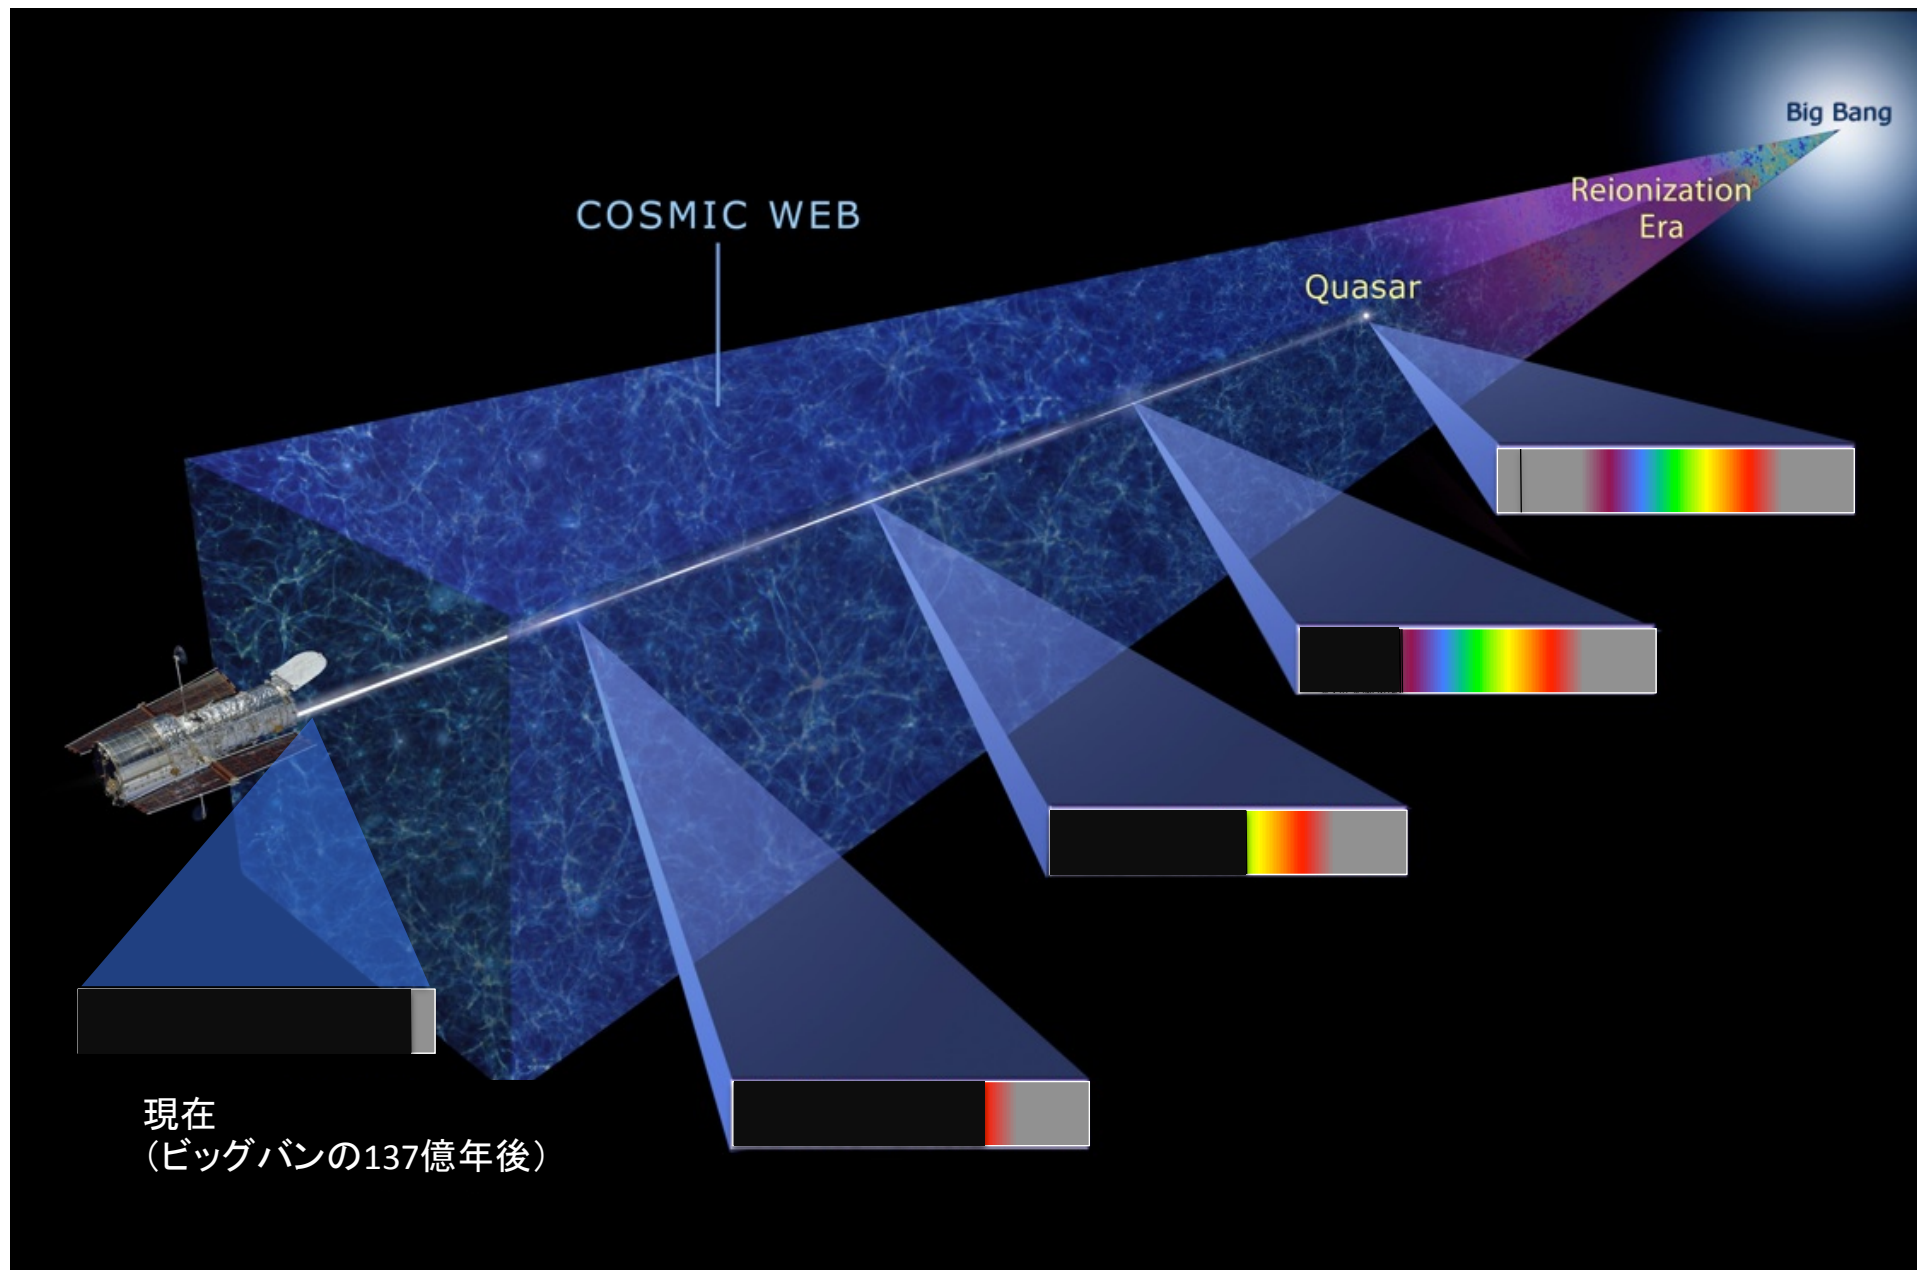 Big Bang
Reionization
Era
COSMIC WEB
Quasar
現在
（ビッグバンの137億年後）